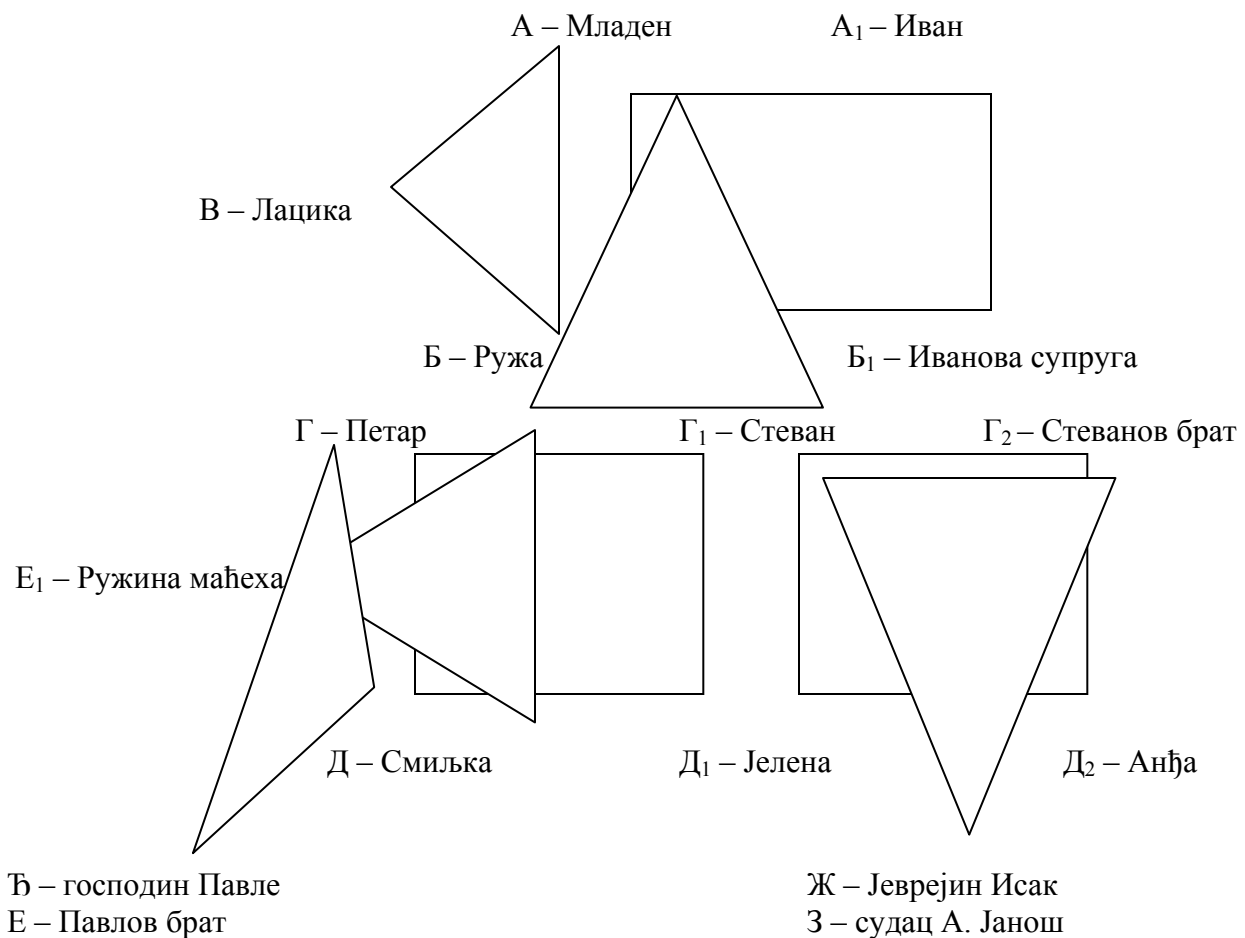 А – Младен А₁ – Иван
В – Лацика
Б – Ружа Б₁ – Иванова супруга
Г – Петар Г₁ – Стеван Г₂ – Стеванов брат
Е₁ – Ружина маћеха
Д – Смиљка Д₁ – Јелена Д₂ – Анђа
Ђ – господин Павле Ж – Јеврејин Исак
Е – Павлов брат З – судац А. Јанош